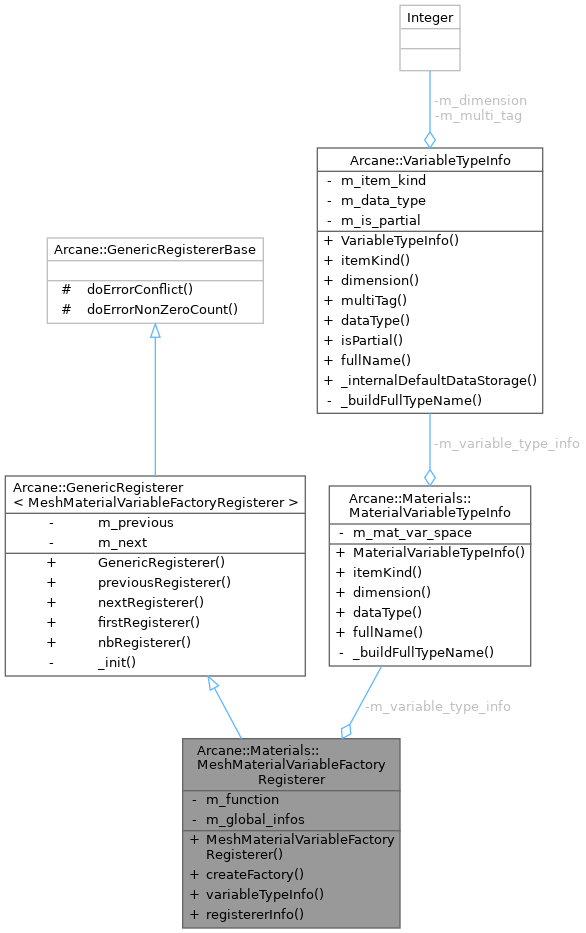 Integer
-m_dimension
-m_multi_tag
Arcane::VariableTypeInfo
- m_item_kind
- m_data_type
- m_is_partial
+ VariableTypeInfo()
+ itemKind()
+ dimension()
+ multiTag()
+ dataType()
+ isPartial()
+ fullName()
+ _internalDefaultDataStorage()
- _buildFullTypeName()
Arcane::GenericRegistererBase
# doErrorConflict()
# doErrorNonZeroCount()
-m_variable_type_info
Arcane::GenericRegisterer
< MeshMaterialVariableFactoryRegisterer >
- m_previous
- m_next
+ GenericRegisterer()
+ previousRegisterer()
+ nextRegisterer()
+ firstRegisterer()
+ nbRegisterer()
- _init()
Arcane::Materials::
MaterialVariableTypeInfo
- m_mat_var_space
+ MaterialVariableTypeInfo()
+ itemKind()
+ dimension()
+ dataType()
+ fullName()
- _buildFullTypeName()
-m_variable_type_info
Arcane::Materials::
MeshMaterialVariableFactory
Registerer
- m_function
- m_global_infos
+ MeshMaterialVariableFactory
Registerer()
+ createFactory()
+ variableTypeInfo()
+ registererInfo()